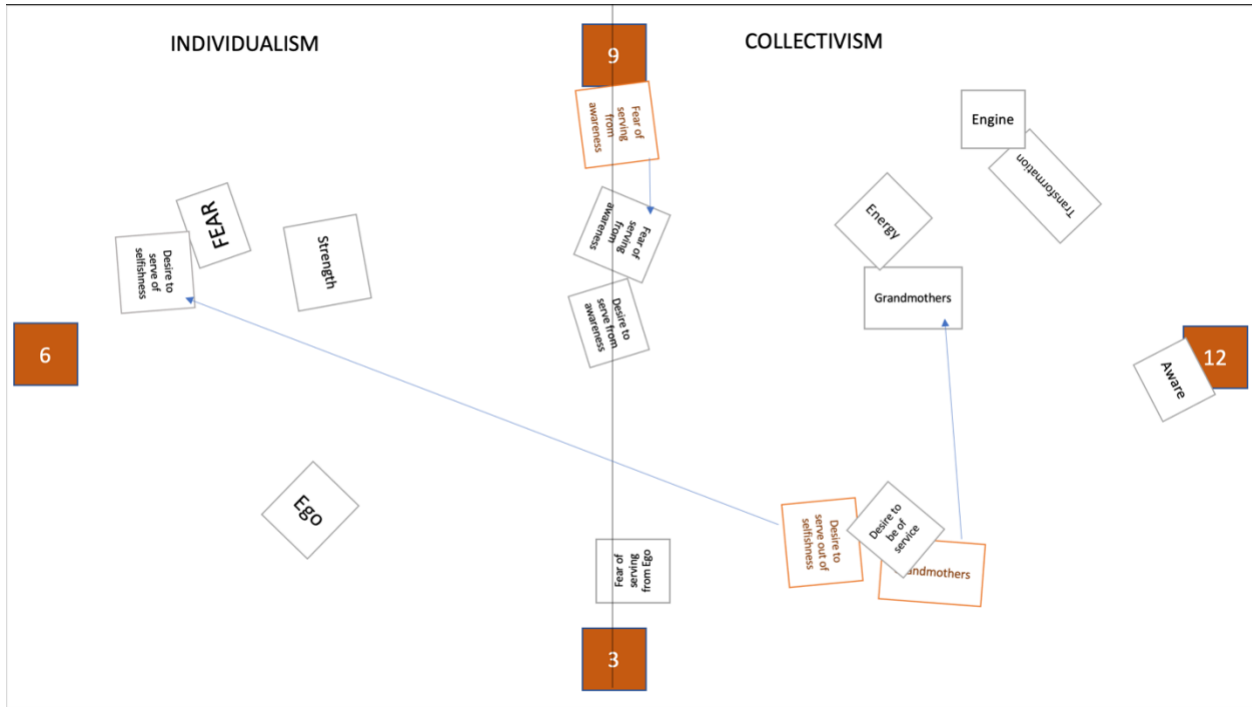 INDIVIDUALISM
COLLECTIVISM
9
Fear of
serving
from
awareness
Engine
Transformation
FEAR
Strength
Fear of
serving
from
awareness
Energy
Desire to
serve of
selfishness
Grandmothers
Desire to
serve from
awareness
6
12
Aware
Ego
Desire to
serve out of
selfishness
Desire to
be of
service
andmothers
Fear of
serving
from Ego
3